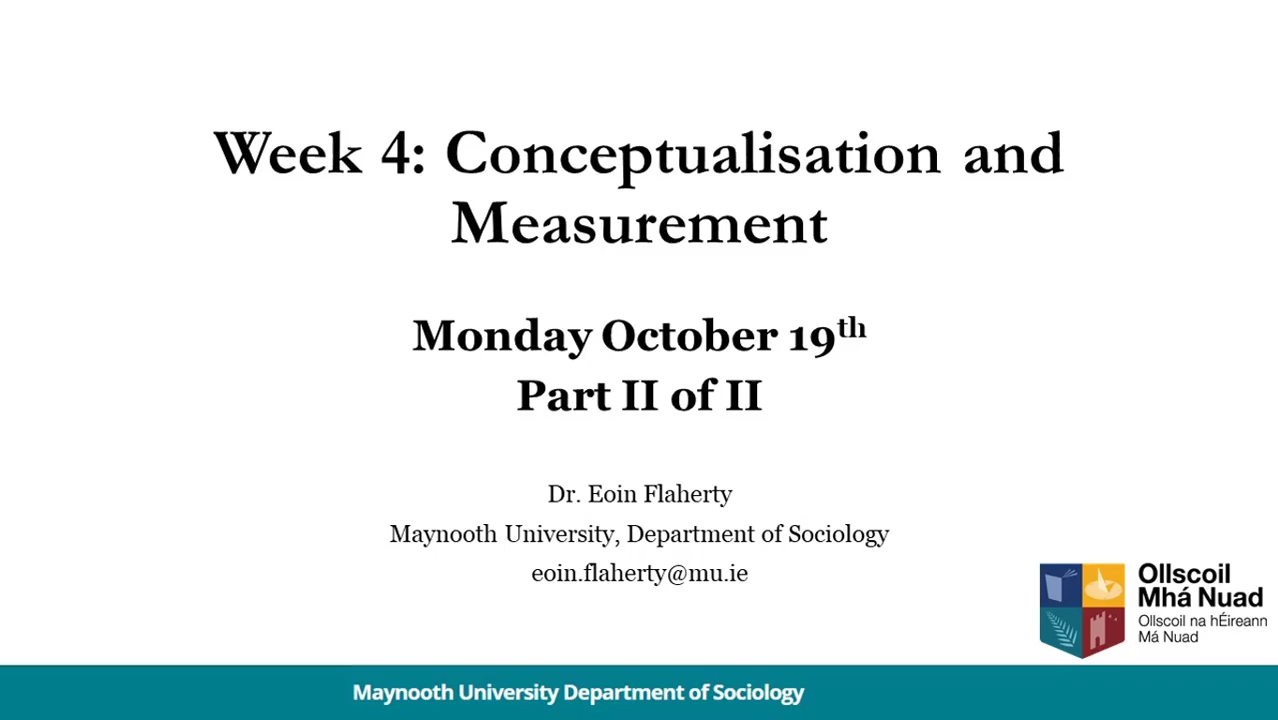 Week 4: Conceptualisation and
Measurement
Monday October 19th
Part II of II
Dr. Eoin Flaherty
Maynooth University, Department of Sociology
eoin.flaherty@mu.ie
Ollscoil
Mhá Nuad
Ollscoil na hÉireann
Má Nuad
Maynooth University Department of Sociology